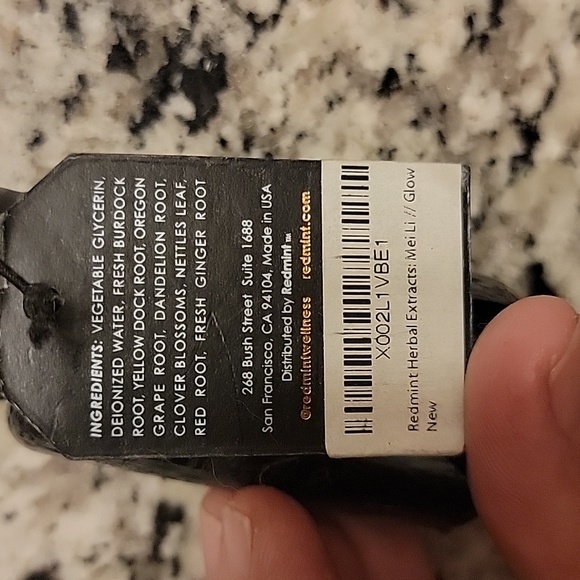 INGREDIENTS: VEGETABLE GLYCERIN,
DEIONIZED WATER, FRESH BURDOCK
ROOT, YELLOW DOCK ROOT, OREGON
GRAPE ROOT, DANDELION ROOT,
CLOVER BLOSSOMS, NETTLES LEAF,
RED ROOT, FRESH GINGER ROOT
268 Bush Street Suite 1688
San Francisco, CA 94104, Made in USA
Distributed by Redmint™
@redmintwellness redmint.com
X002L1VBE1
Redmint Herbal Extracts: Mei Li // Glow
New